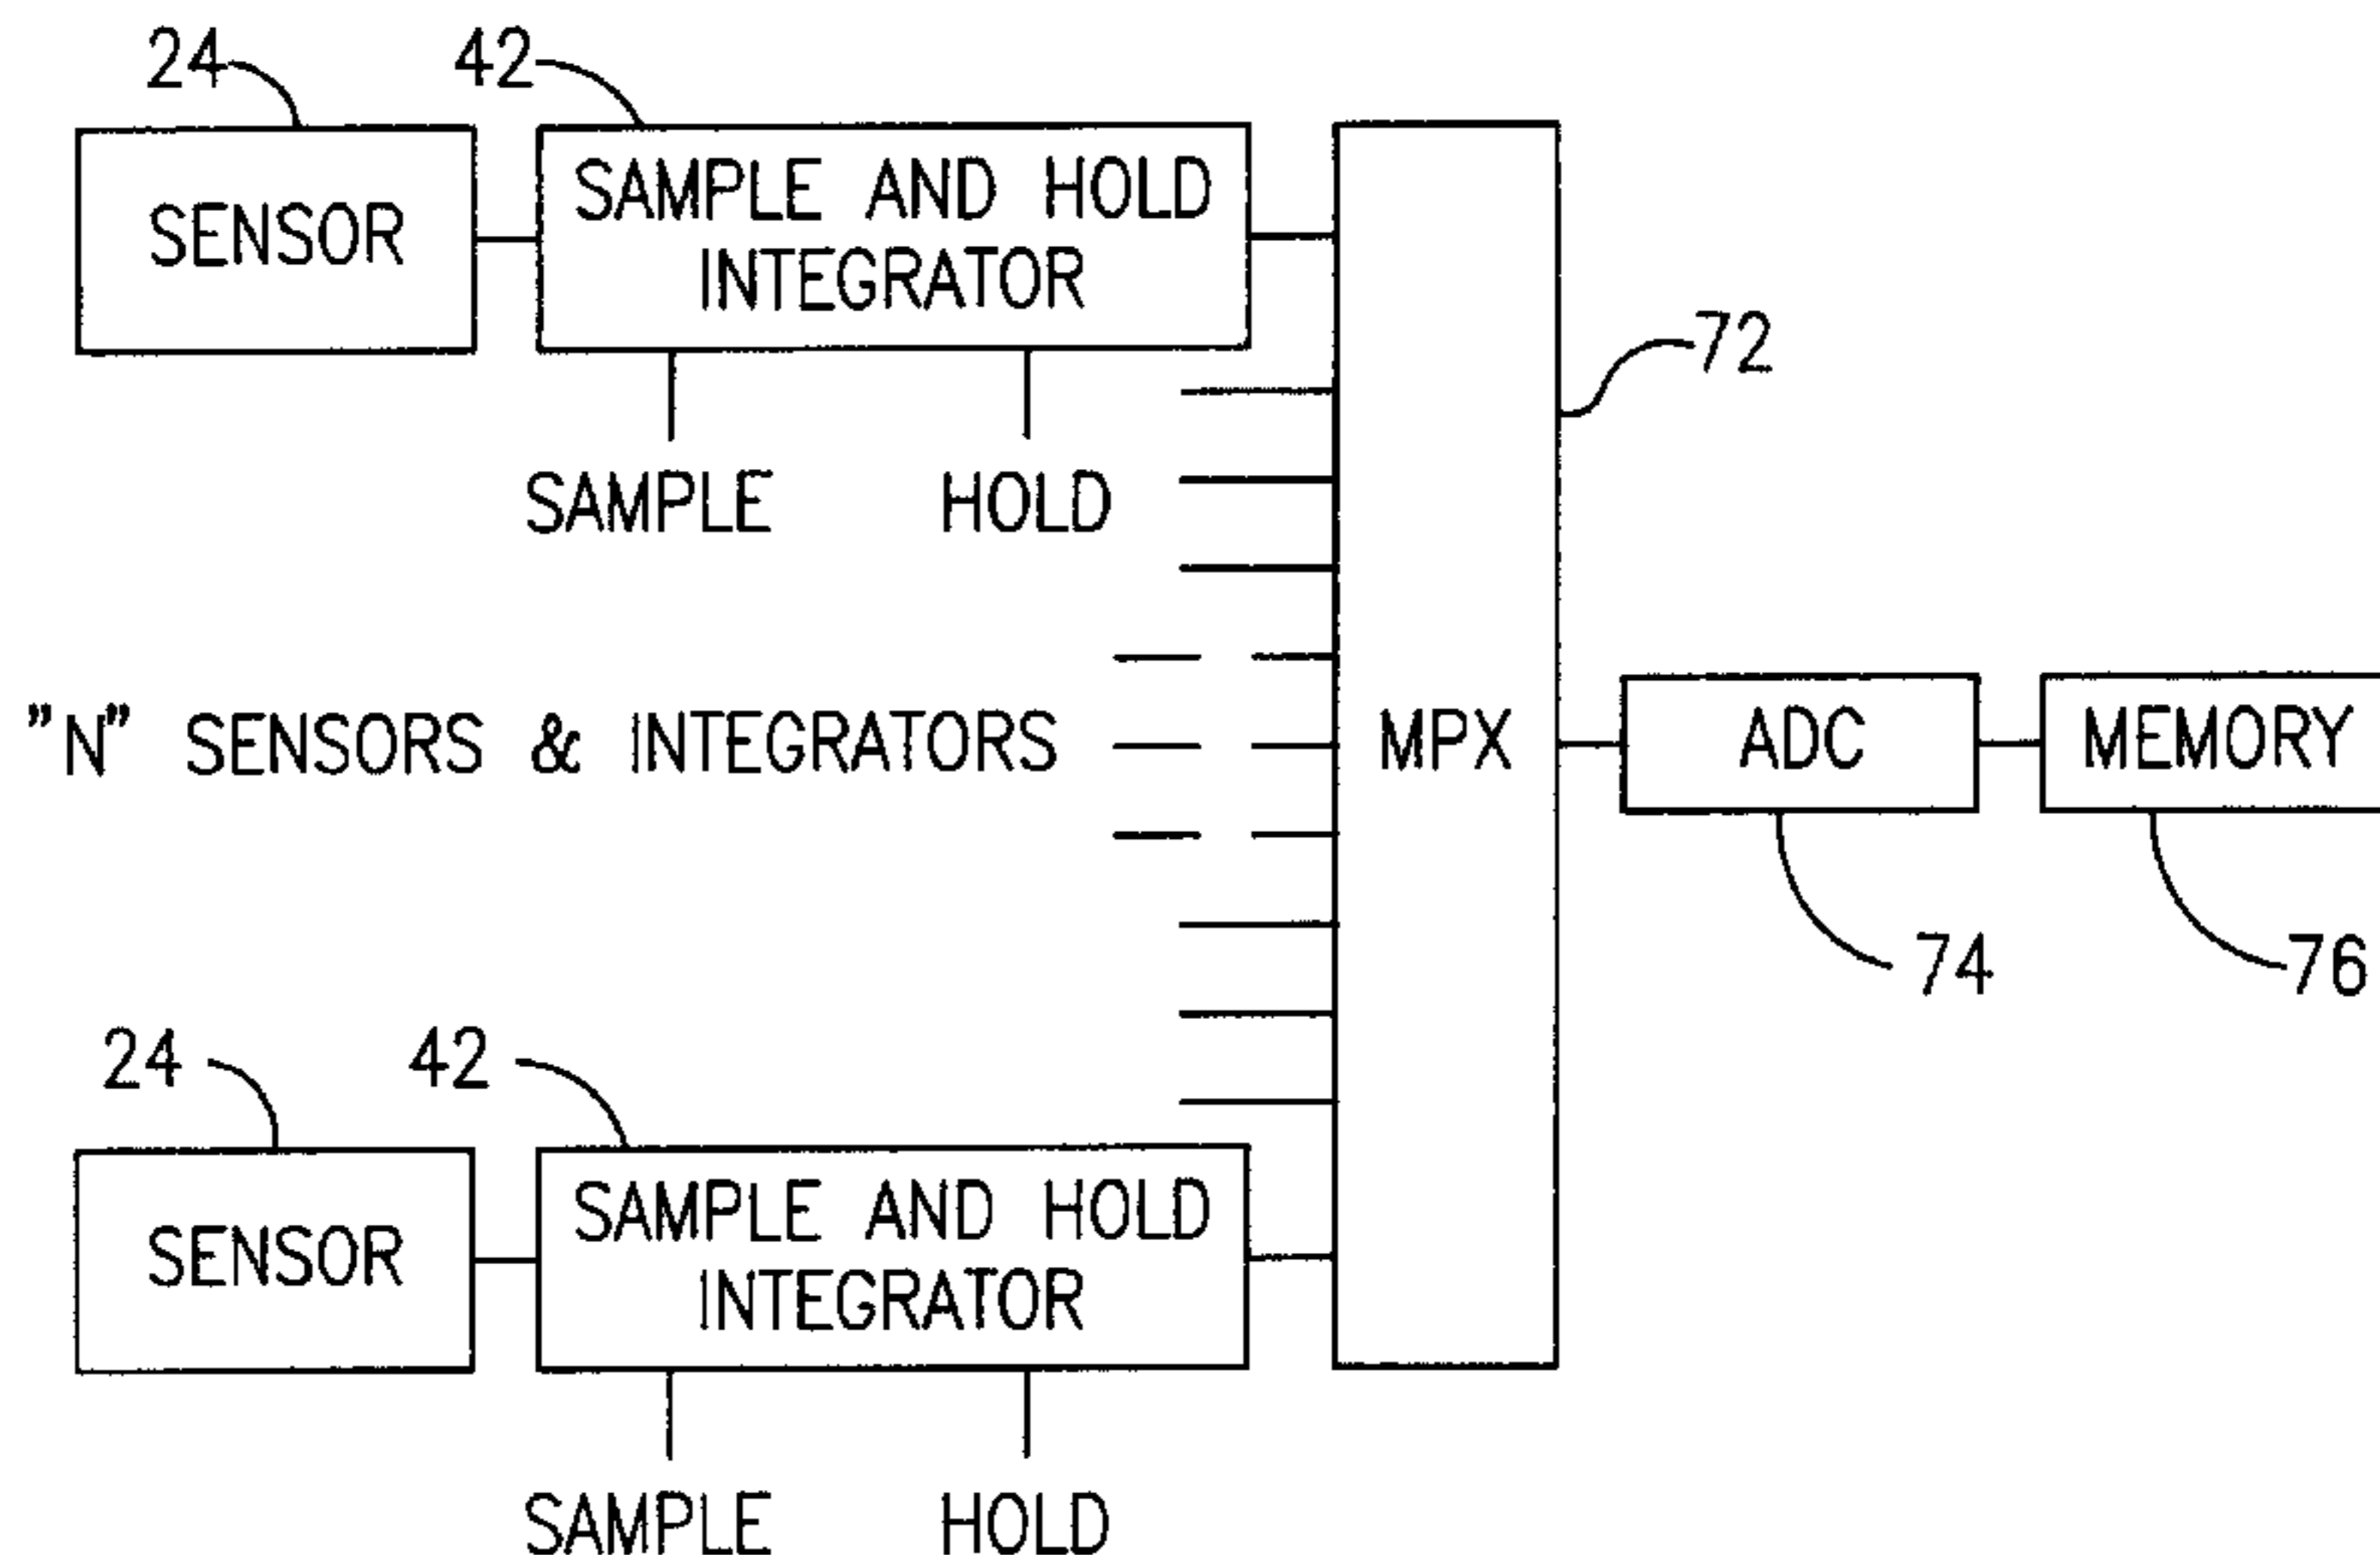 24
42
SENSOR
SAMPLE AND HOLD
INTEGRATOR
72
SAMPLE
HOLD
"N" SENSORS & INTEGRATORS
MPX
ADC
MEMORY
74
76
24
42
SENSOR
SAMPLE AND HOLD
INTEGRATOR
SAMPLE
HOLD